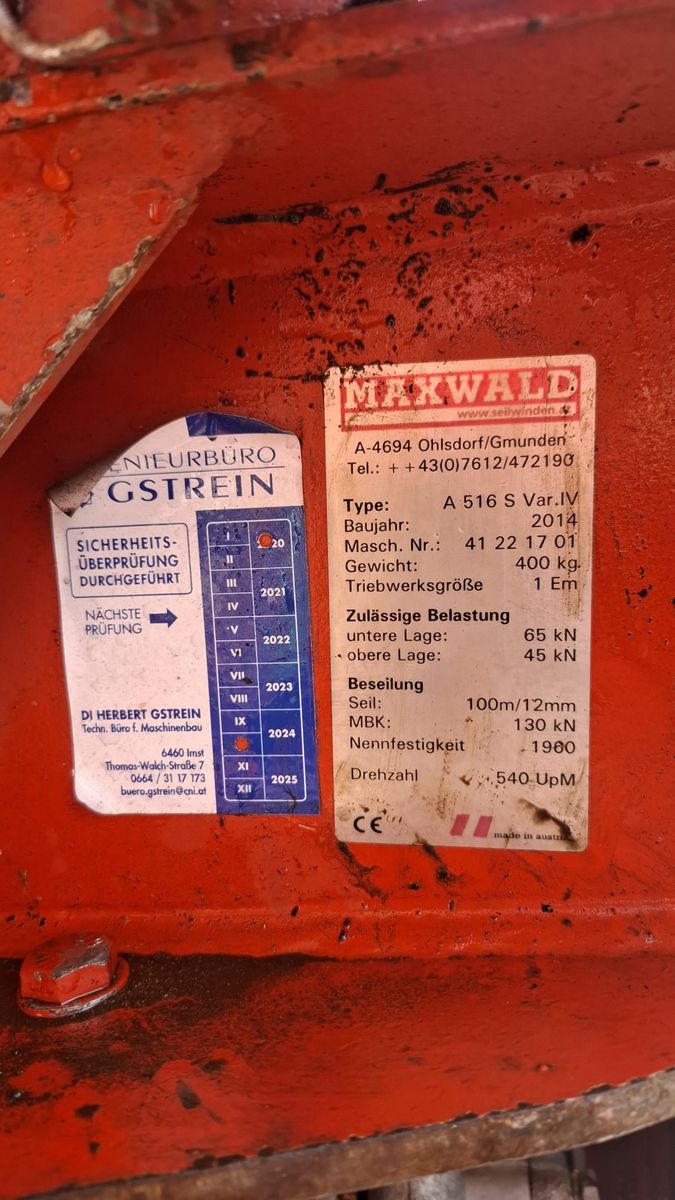 GSTREIN
SICHERHEITS-
ÜBERPRÜFUNG
DURCHGEFÜHRT
NÄCHSTE
PRÜFUNG
I
II
III
IV
V
VI
VII
VIII
IX
XI
XII
20
2021
2022
2023
2024
2025
DI HERBERT GSTREIN
Techn. Büro f. Maschinenbau
6460 Imst
Thomas-Walch-Straße 7
0664 / 31 17 173
buero.gstrein@cni.at
MAXWALD
www.seilwinden.
A-4694 Ohlsdorf/Gmunden
Tel.: ++43(0)7612/472190
Type: A 516 S Var.IV
Baujahr: 2014
Masch. Nr.: 41 22 17 01
Gewicht: 400 kg
Triebwerksgröße 1 Em
Zulässige Belastung
untere Lage: 65 kN
obere Lage: 45 kN
Beseilung
Seil: 100m/12mm
MBK: 130 kN
Nennfestigkeit 1960
Drehzahl 540 UpM
CE
made in austria